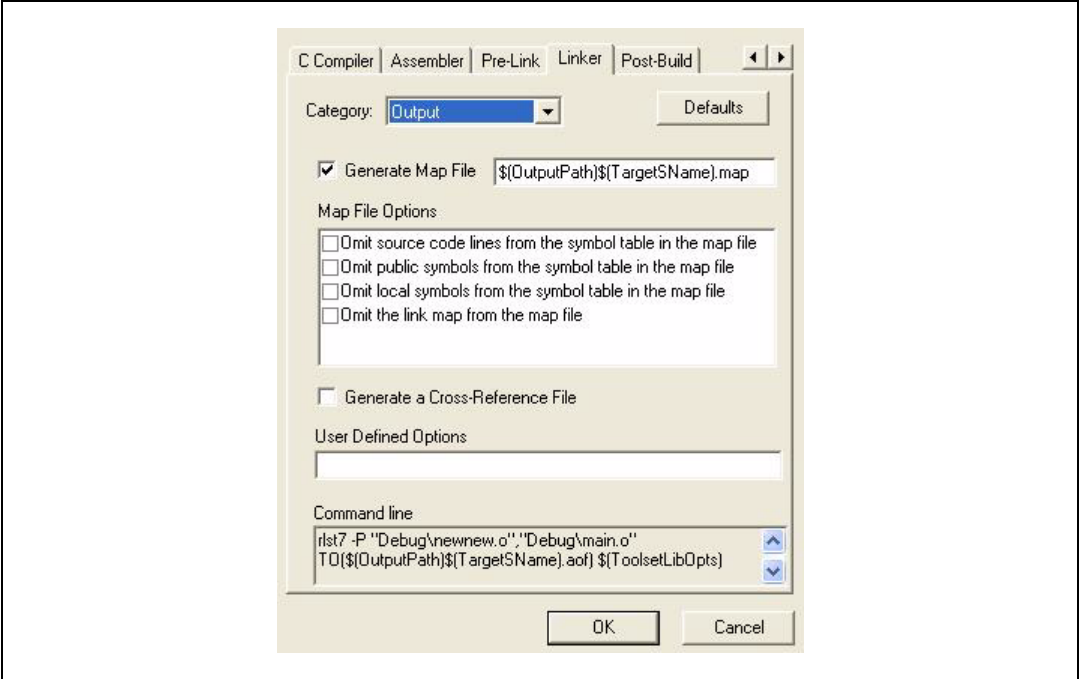 C Compiler Assembler Pre-Link Linker Post-Build
Category: Output Defaults
Generate Map File $(OutputPath)$(TargetSName).map
Map File Options
Omit source code lines from the symbol table in the map file
Omit public symbols from the symbol table in the map file
Omit local symbols from the symbol table in the map file
Omit the link map from the map file
Generate a Cross-Reference File
User Defined Options
Command line
rlst7 -P "Debug\newnew.o","Debug\main.o"
TO($(OutputPath)$(TargetSName).aof) $(ToolsetLibOpts)
OK Cancel